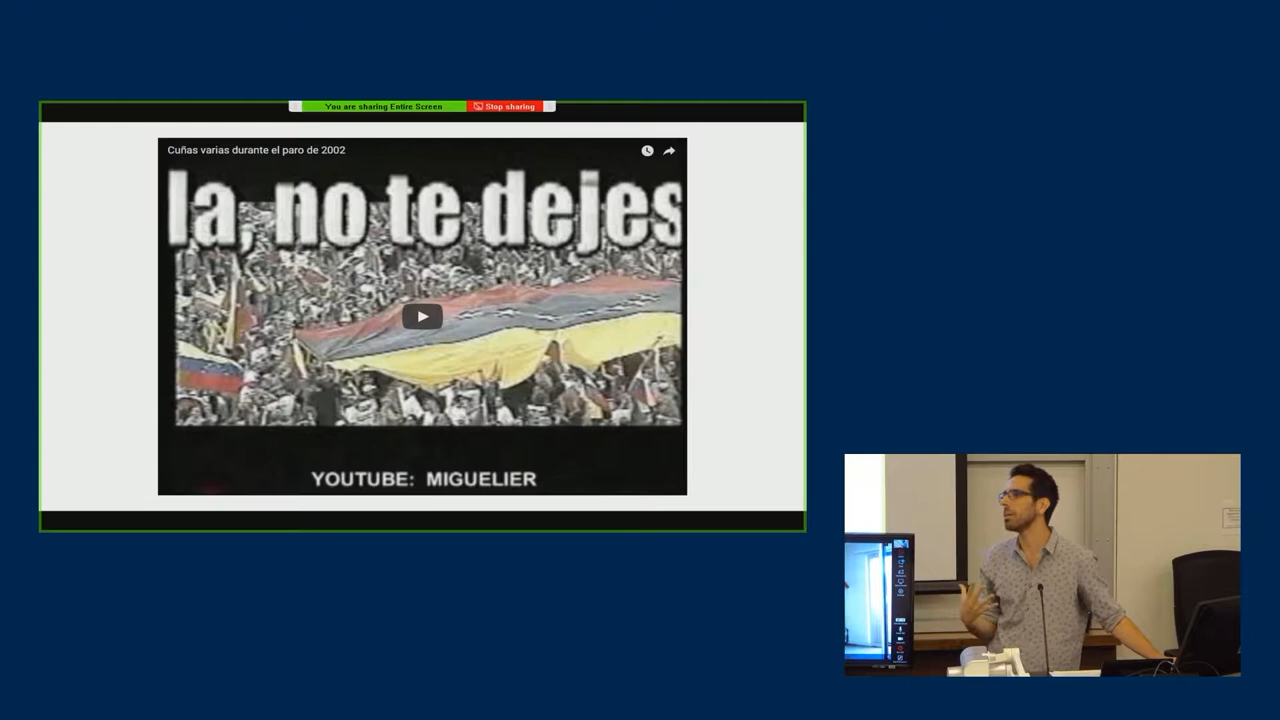 You are sharing Entire Screen
Stop sharing
Cuñas varias durante el paro de 2002
la, no te dejes
YOUTUBE: MIGUELIER